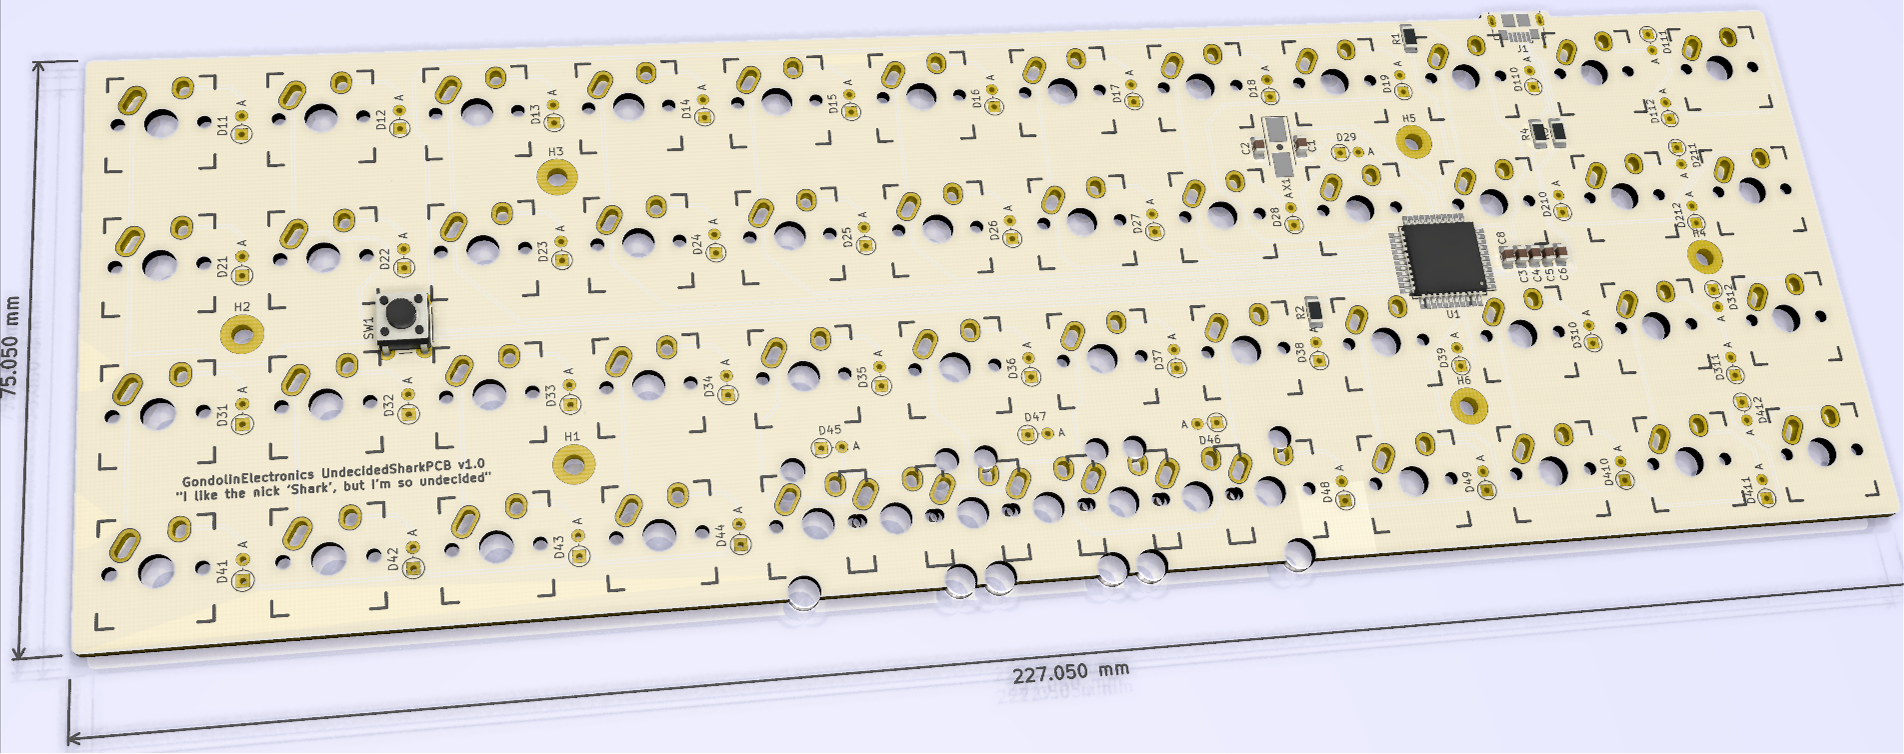 R1
J1
D111
A
D11
A
D12
A
D13
A
D14
A
D15
A
D16
A
D17
A
D18
A
D19
A
D110
A
D112
A
H3
C2
C1
X1
D29
A
H5
R4
D211
A
D21
A
D22
A
D23
A
D24
A
D25
A
D26
A
D27
A
D28
A
D210
A
D212
A
C8
C3
C4
C5
C6
U1
H2
SW1
R2
D312
A
D31
A
D32
A
D33
A
D34
A
D35
A
D36
A
D37
A
D38
A
D39
A
D310
A
D311
A
H1
H6
D45
A
D47
A
D46
A
D412
A
GondolinElectronics UndecidedSharkPCB v1.0
"I like the nick ‘Shark’, but I’m so undecided"
D41
A
D42
A
D43
A
D44
A
D48
A
D49
A
D410
A
D411
A
75.050 mm
227.050 mm